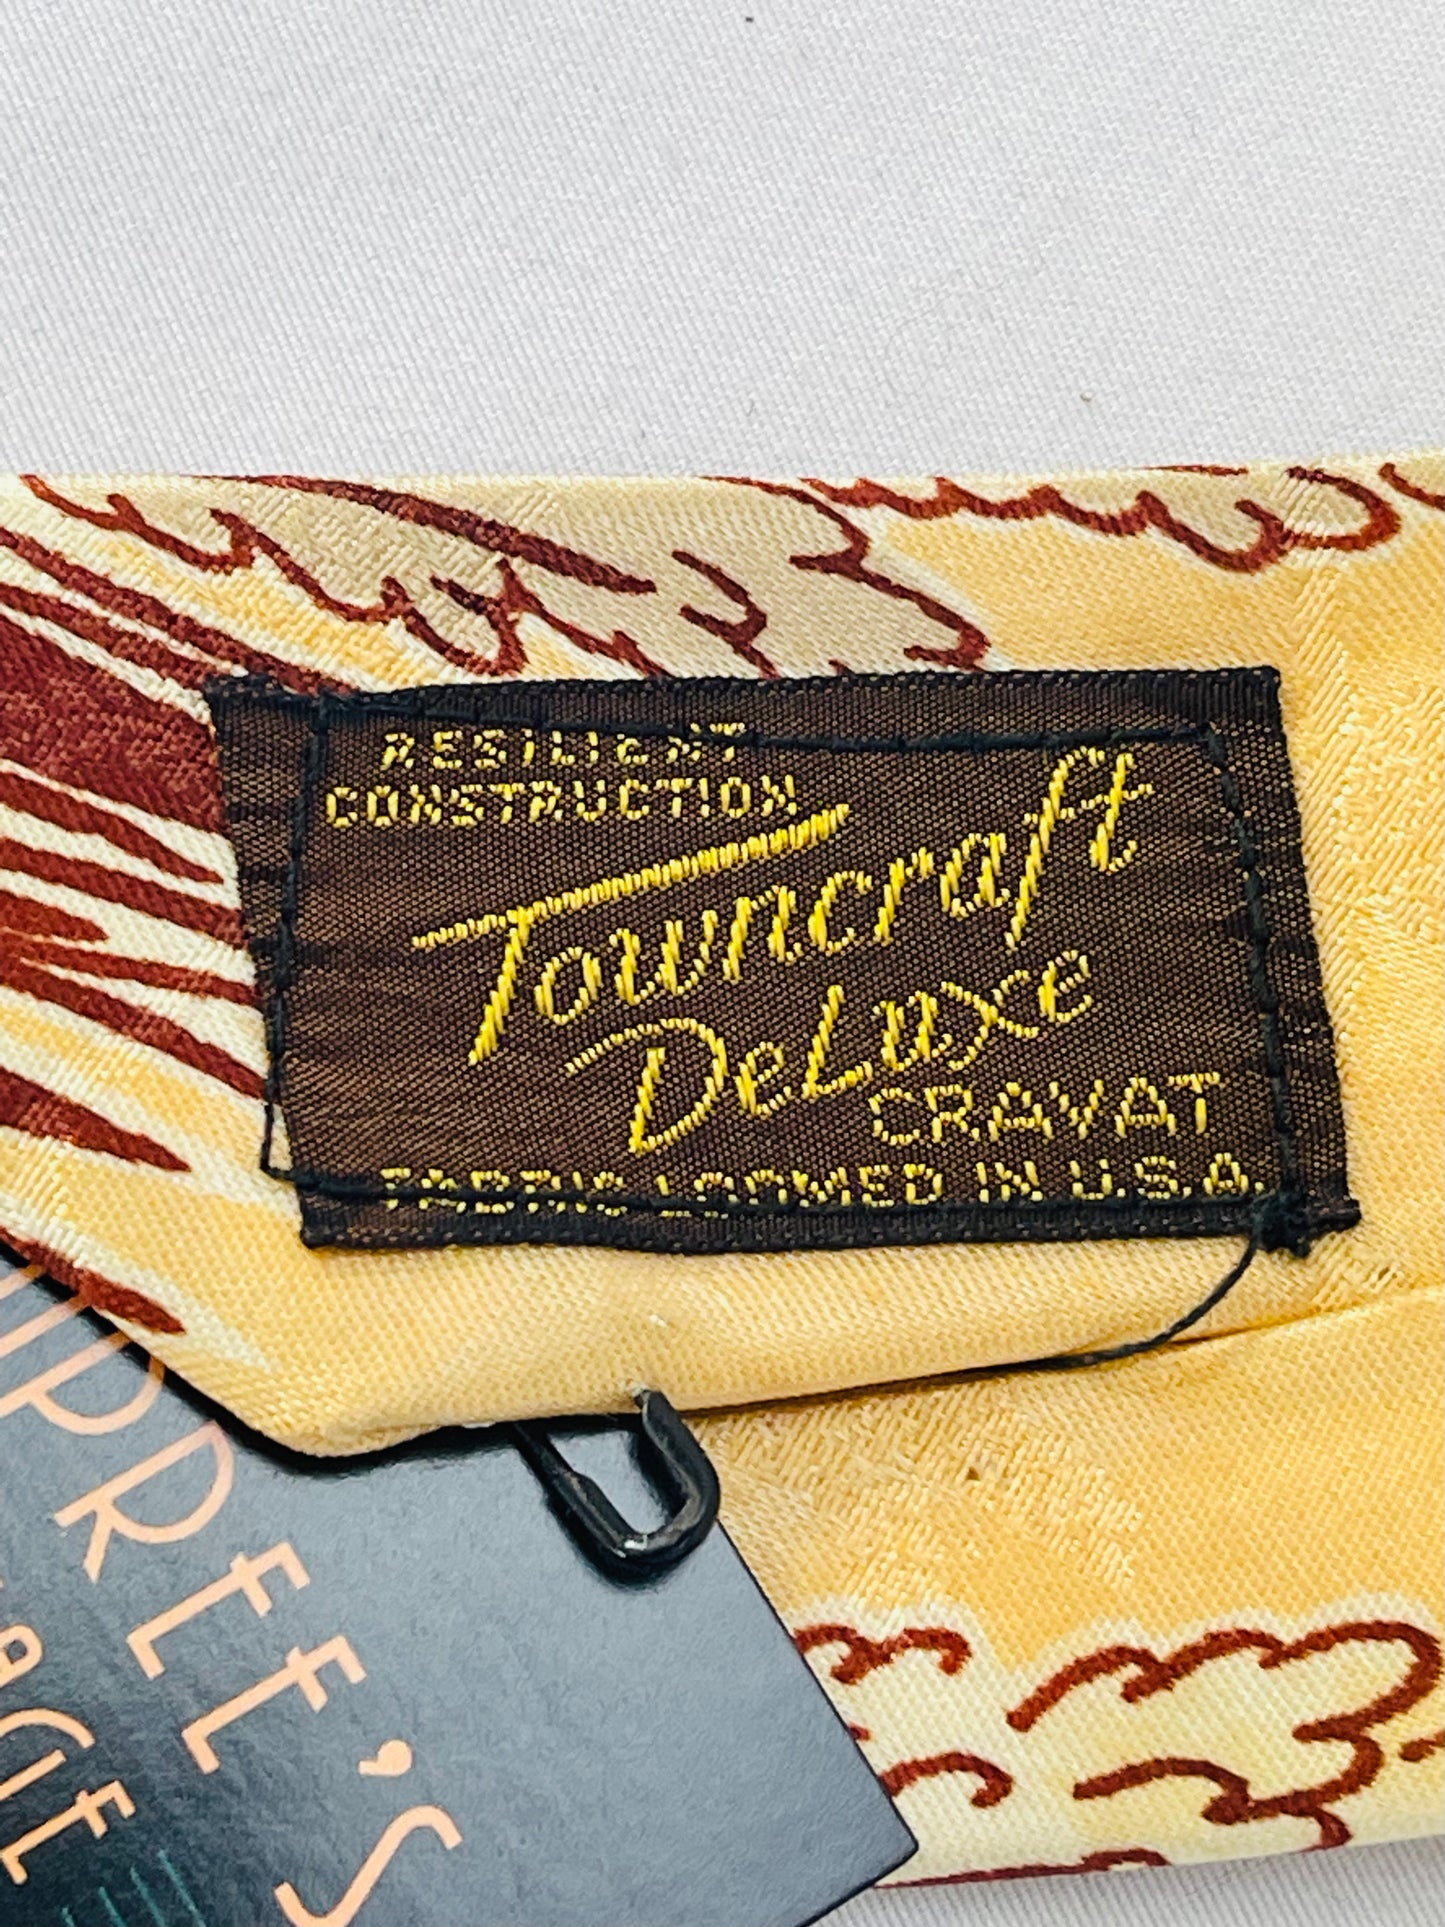 RESILIENT
CONSTRUCTION
Towncraft
DeLuxe
CRAVAT
FABRIC LOOMED IN U.S.A.